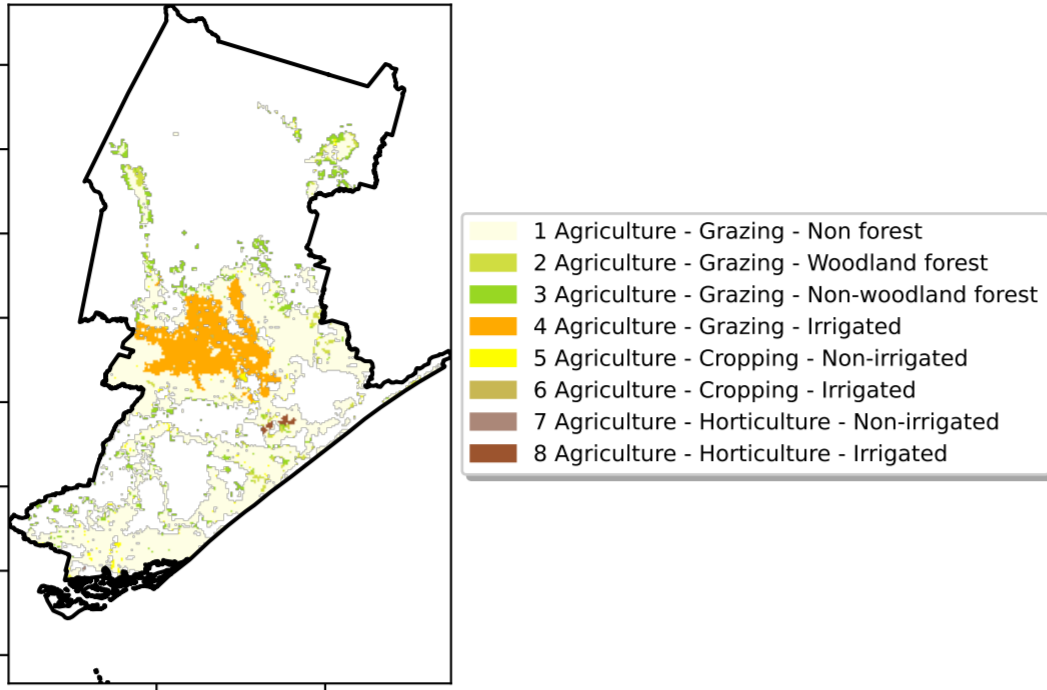 1 Agriculture - Grazing - Non forest
2 Agriculture - Grazing - Woodland forest
3 Agriculture - Grazing - Non-woodland forest
4 Agriculture - Grazing - Irrigated
5 Agriculture - Cropping - Non-irrigated
6 Agriculture - Cropping - Irrigated
7 Agriculture - Horticulture - Non-irrigated
8 Agriculture - Horticulture - Irrigated